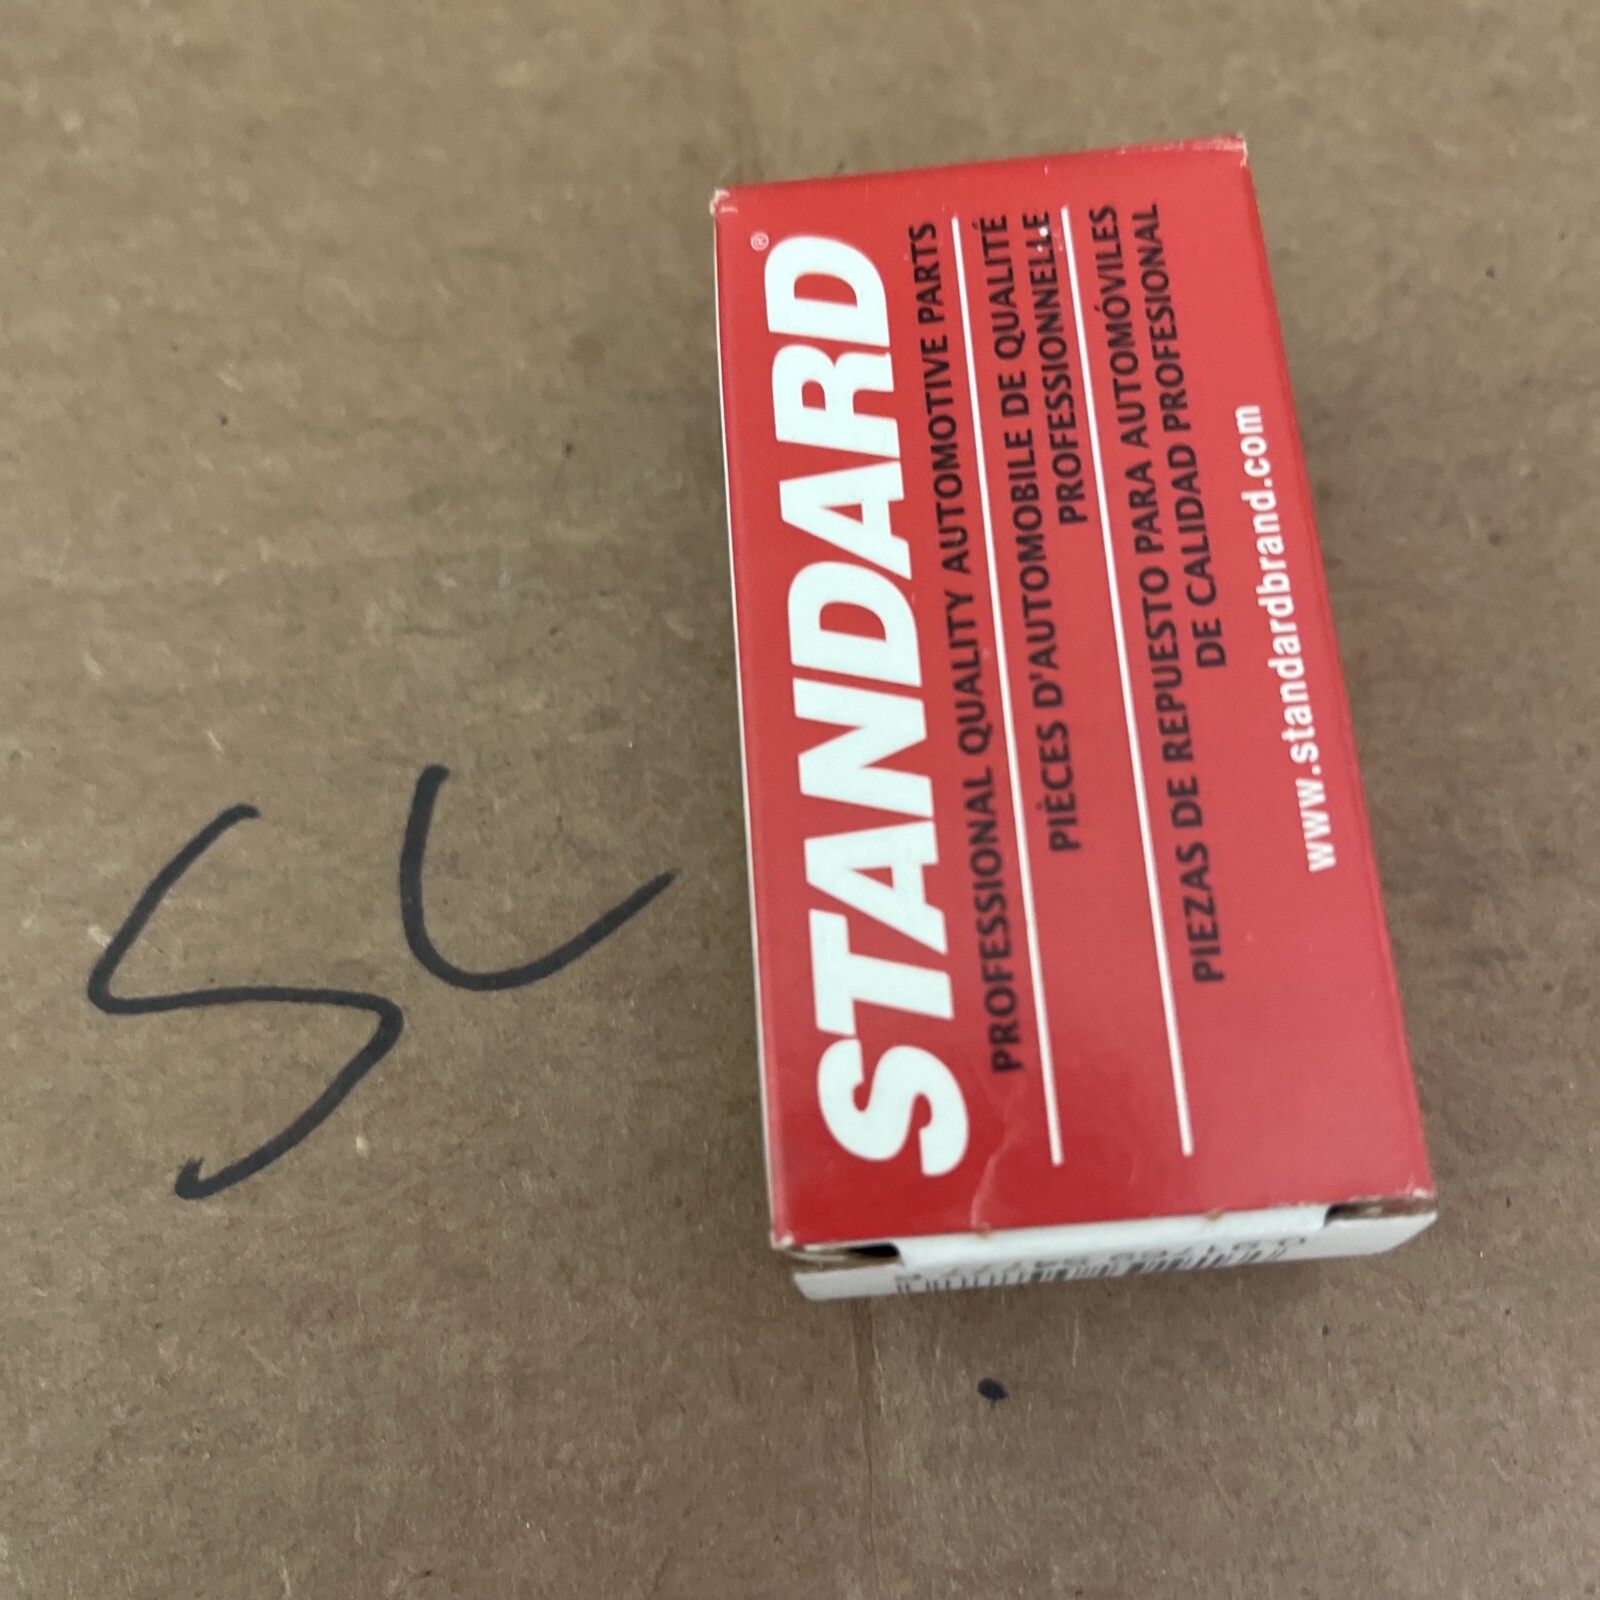 SC
STANDARD®
PROFESSIONAL QUALITY AUTOMOTIVE PARTS
PIÈCES D'AUTOMOBILE DE QUALITÉ
PROFESSIONNELLE
PIEZAS DE REPUESTO PARA AUTOMÓVILES
DE CALIDAD PROFESIONAL
www.standardbrand.com